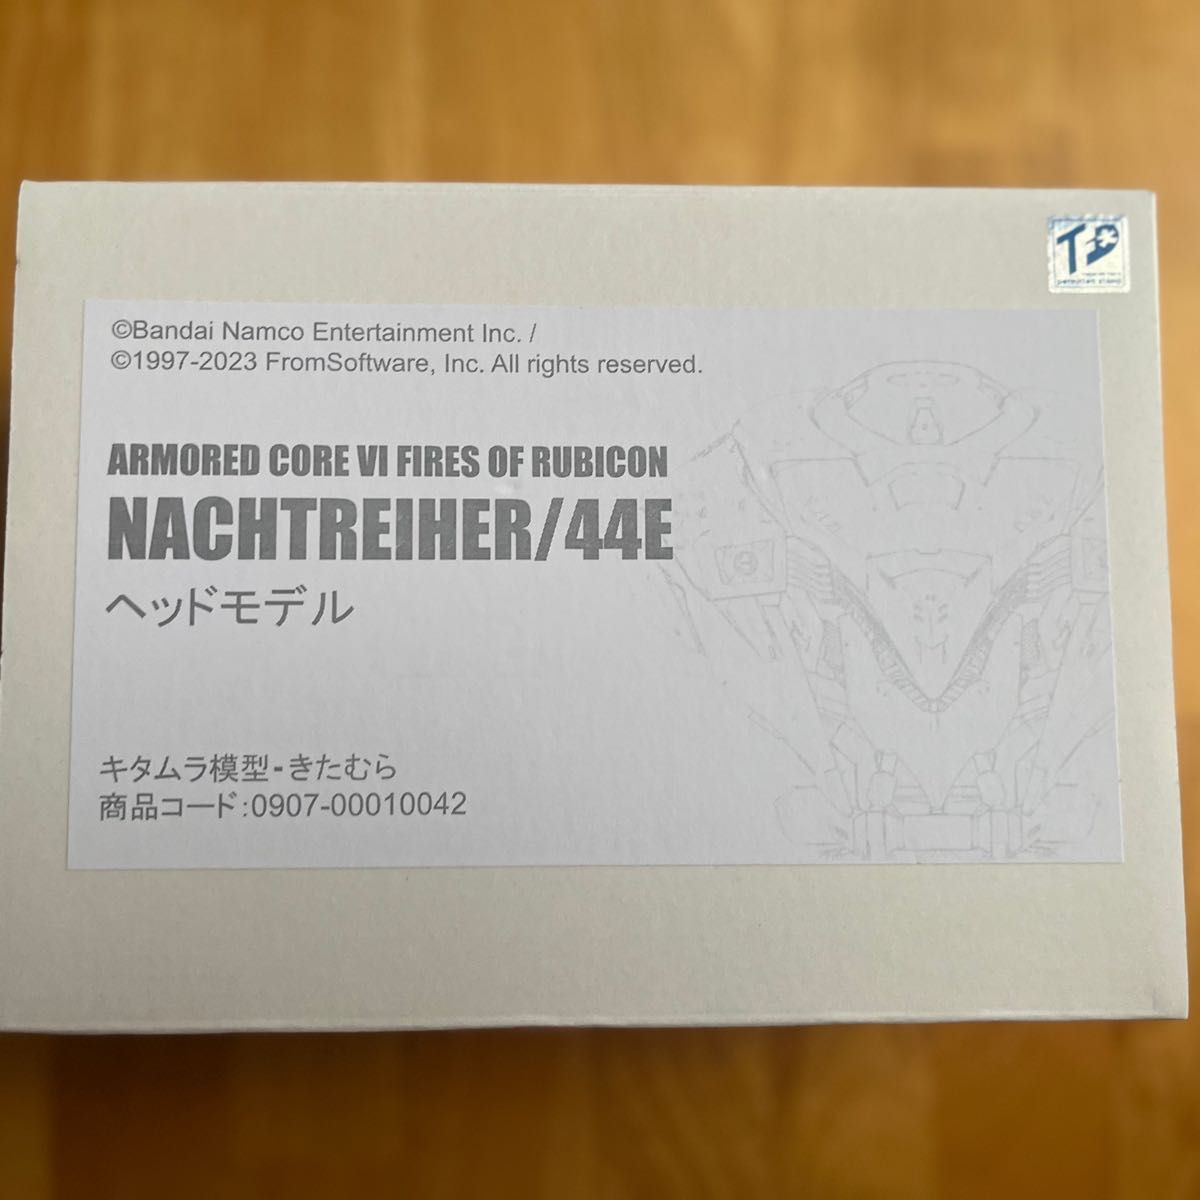 ©Bandai Namco Entertainment Inc. /
©1997-2023 FromSoftware, Inc. All rights reserved.
ARMORED CORE VI FIRES OF RUBICON
NACHTREIHER/44E
ヘッドモデル
キタムラ模型-きたむら
商品コード:0907-00010042